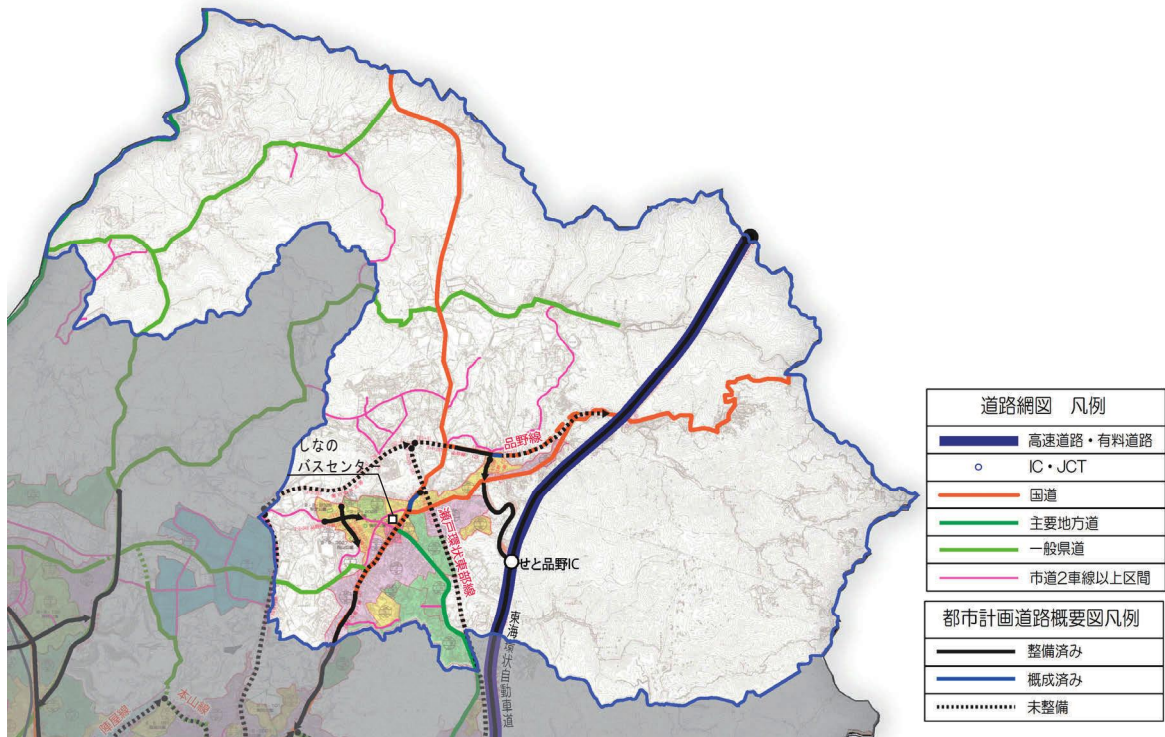 しなの
バスセンター
品野線
瀬戸環状東部線
せと品野IC
東海環状自動車道
本山線
陣屋線
道路網図 凡例
高速道路・有料道路
IC・JCT
国道
主要地方道
一般県道
市道2車線以上区間
都市計画道路概要図凡例
整備済み
概成済み
未整備